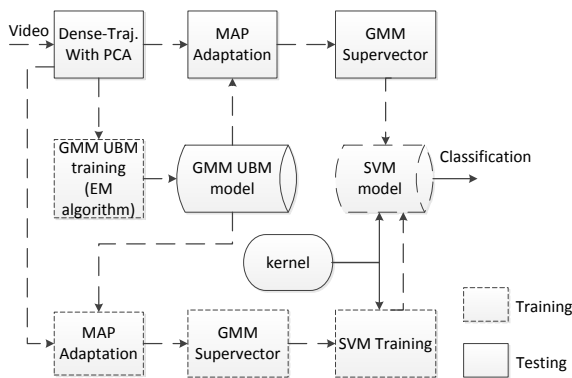 Video
Dense-Traj.
With PCA
MAP
Adaptation
GMM
Supervector
GMM UBM
training
(EM
algorithm)
GMM UBM
model
SVM
model
Classification
kernel
MAP
Adaptation
GMM
Supervector
SVM Training
Training
Testing